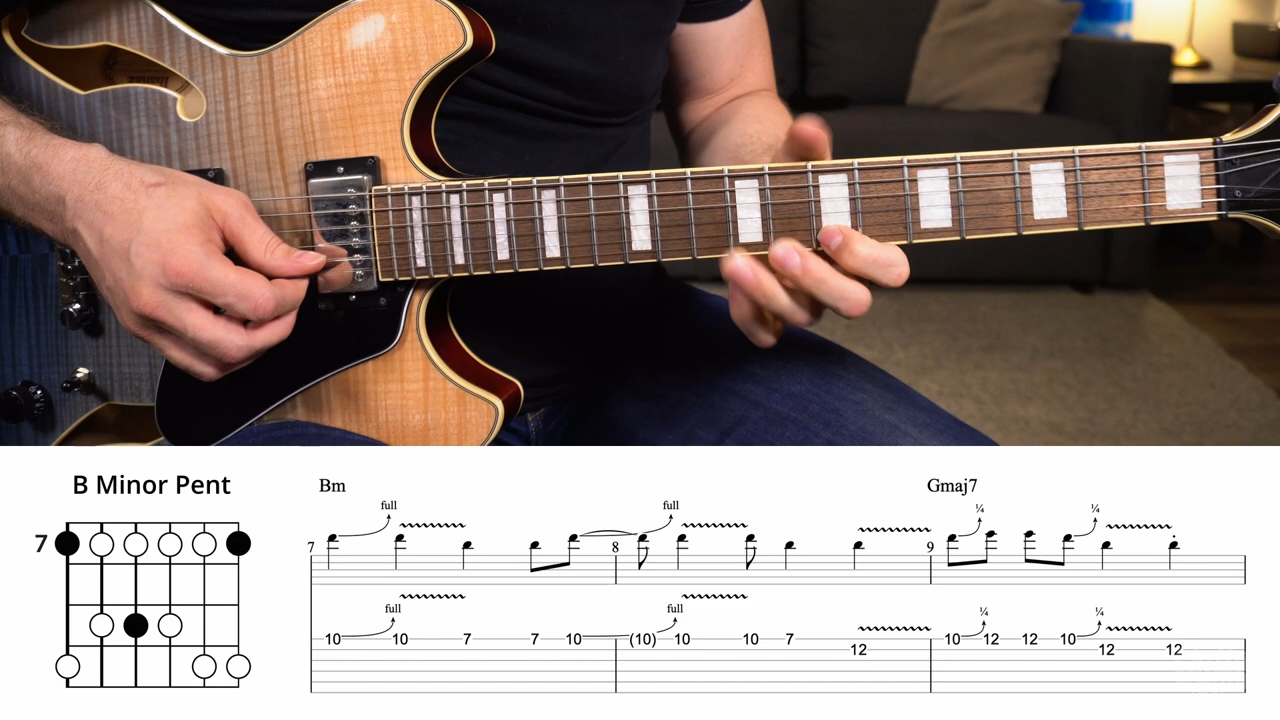 Ibanez
B Minor Pent
7
Bm
Gmaj7
full
full
¼
¼
7
8
9
full
full
¼
¼
10 10 7 7 10 (10) 10 10 7 12 10 12 12 10 12 12